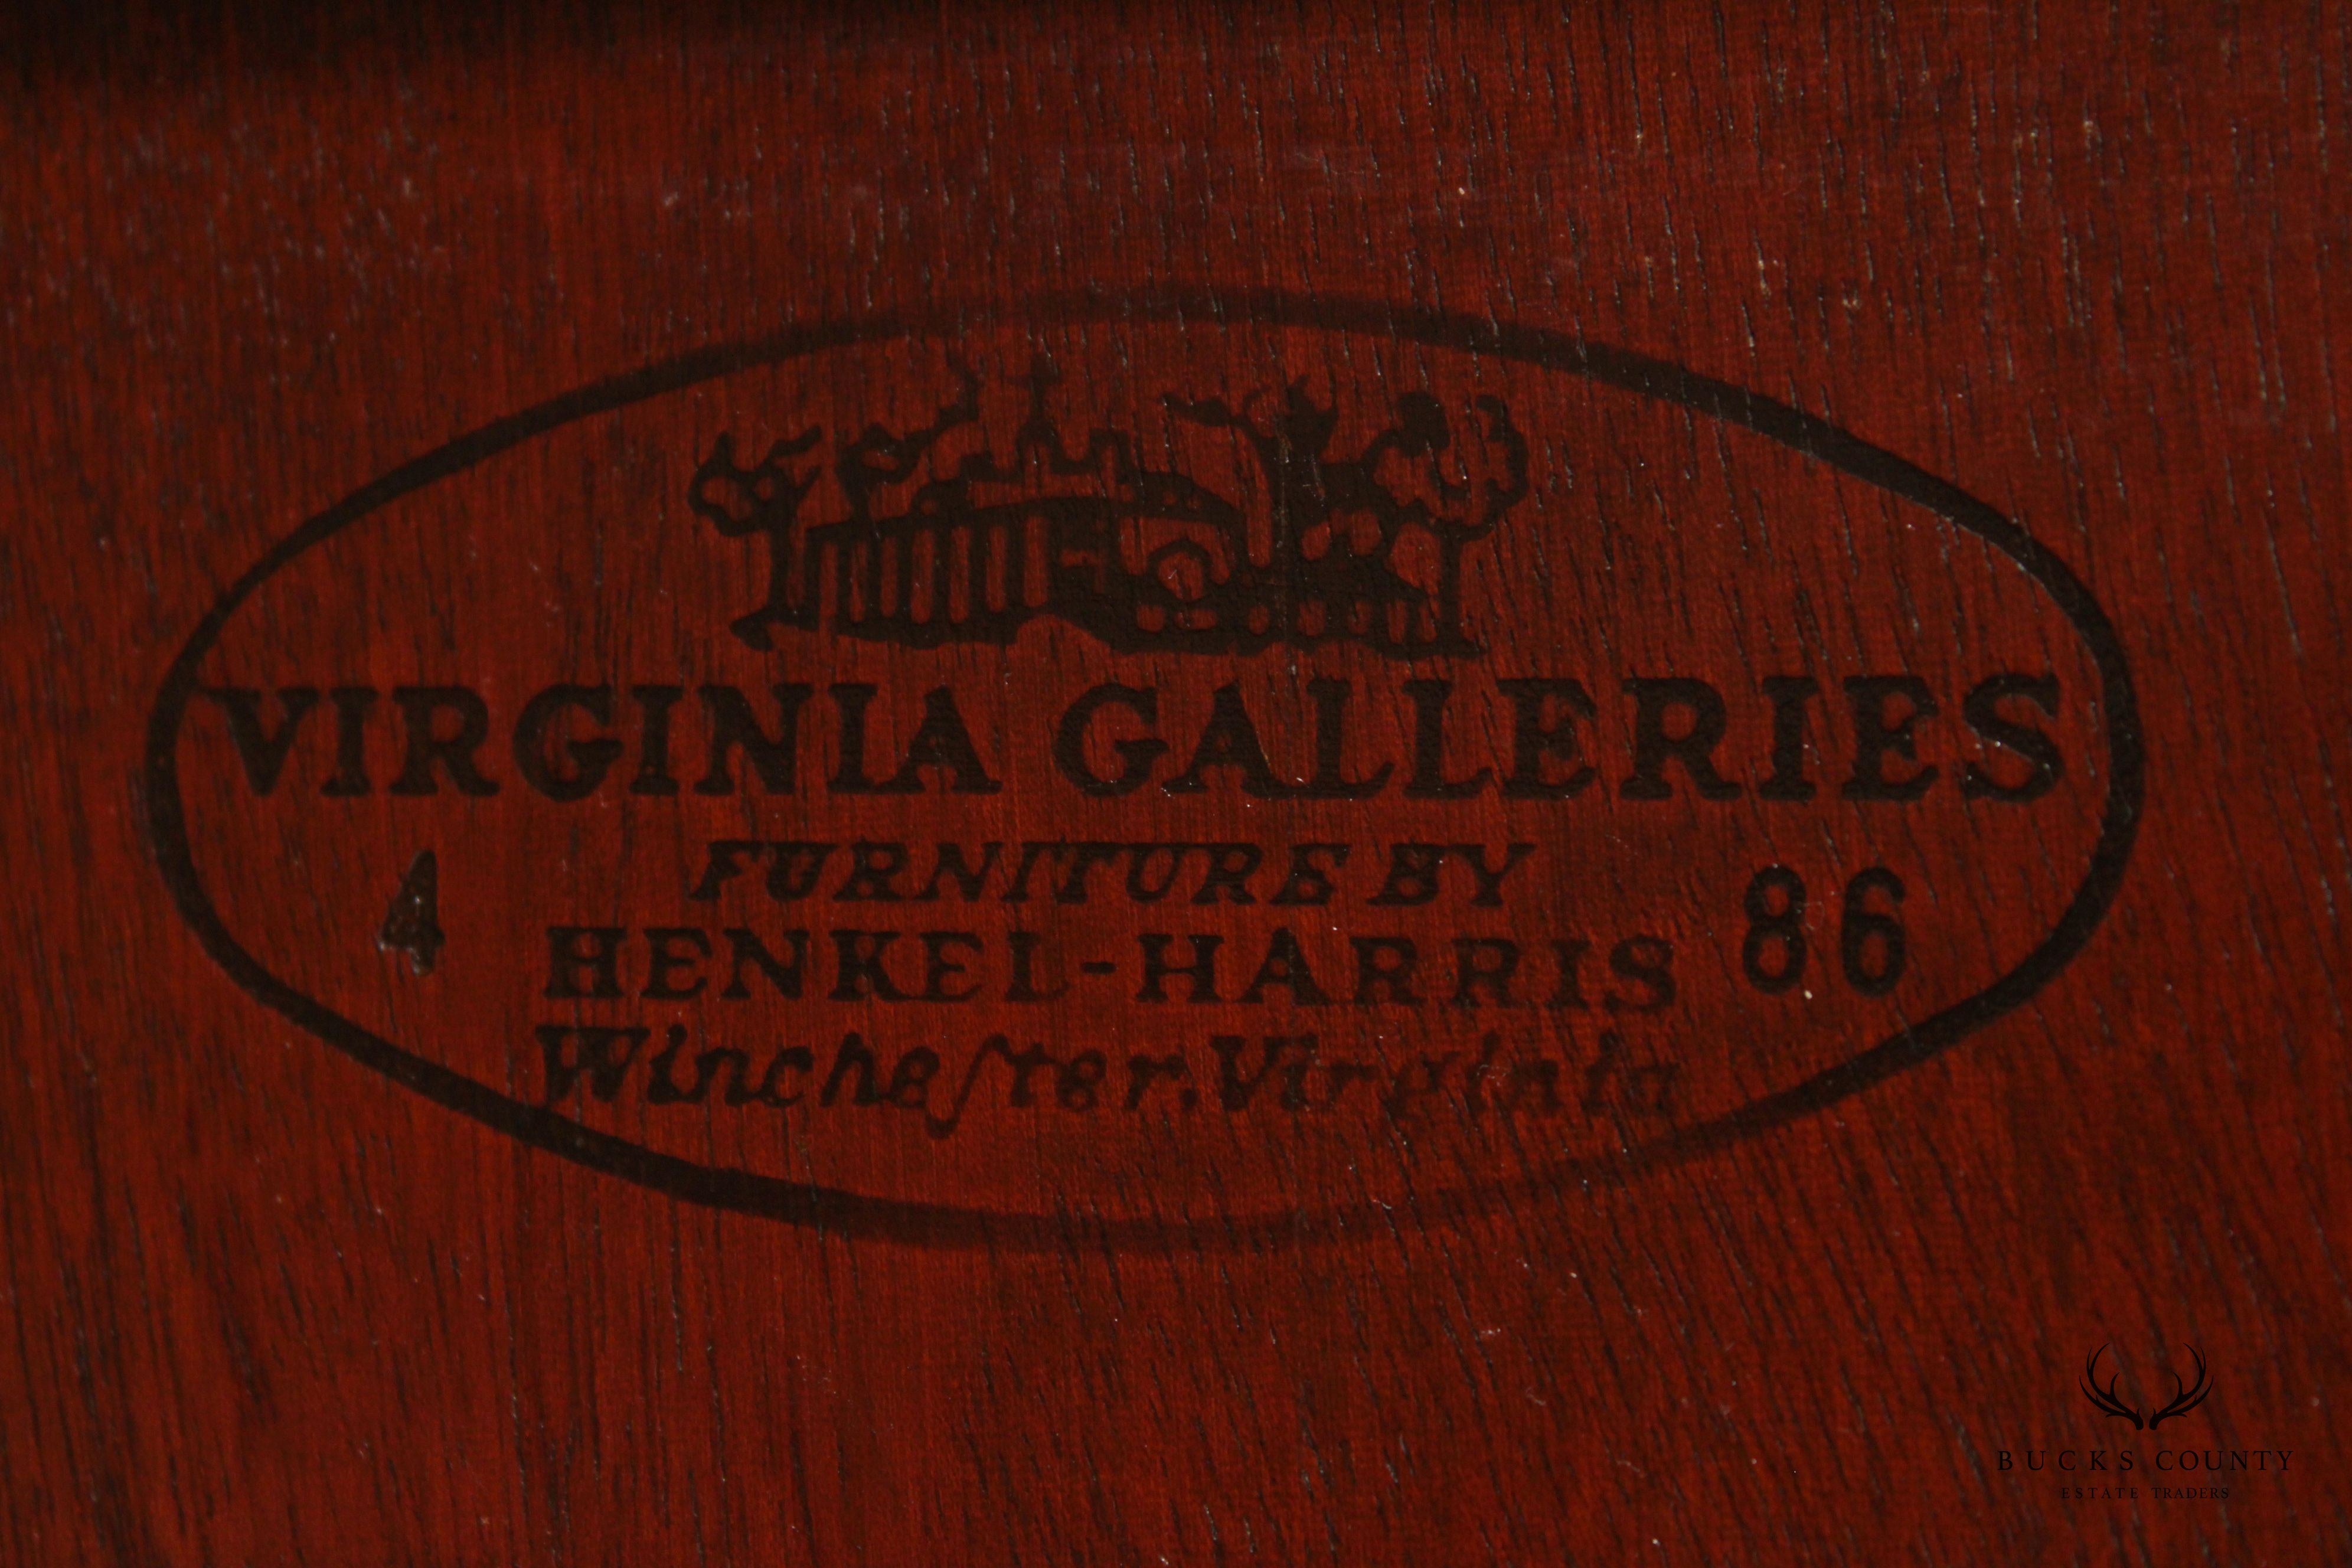 VIRGINIA GALLERIES
FURNITURE BY
4 HENKEL-HARRIS 86
Wincheſter, Virginia
BUCKS COUNTY
ESTATE TRADERS